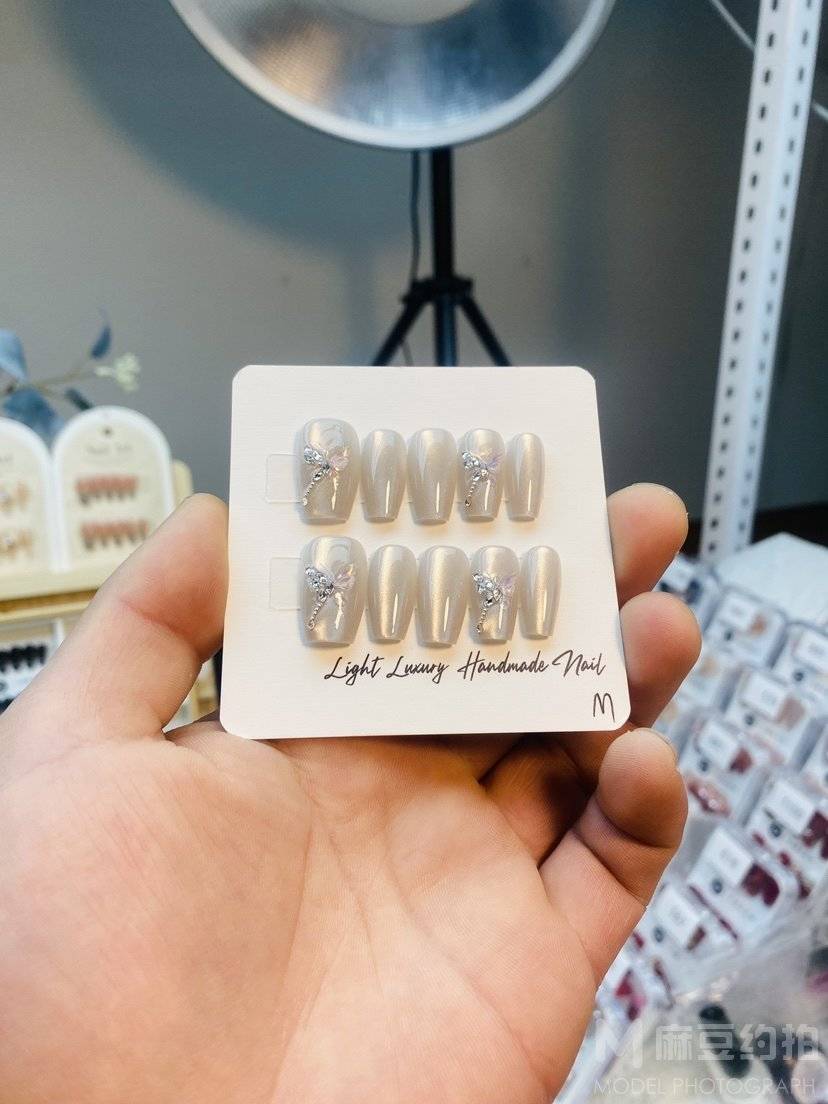 Light Luxury Handmade Nail
M
麻豆约拍
MODEL PHOTOGRAPH